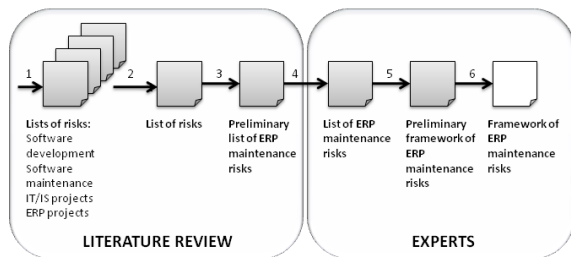 1
2
3
4
5
6
Lists of risks:
Software
development
Software
maintenance
IT/IS projects
ERP projects
List of risks
Preliminary
list of ERP
maintenance
risks
List of ERP
maintenance
risks
Preliminary
framework of
ERP
maintenance
risks
Framework of
ERP
maintenance
risks
LITERATURE REVIEW
EXPERTS